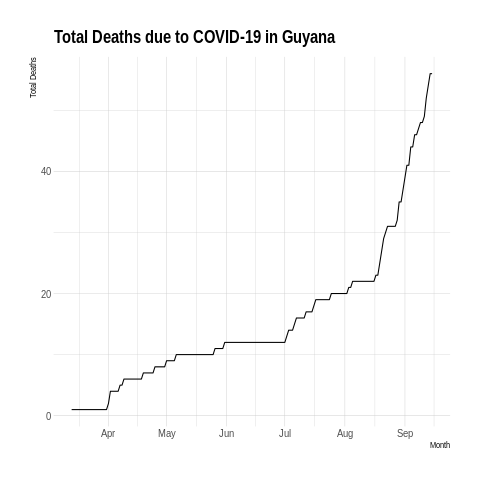 Total Deaths due to COVID-19 in Guyana
Total Deaths
40
20
0
Apr May Jun Jul Aug Sep
Month